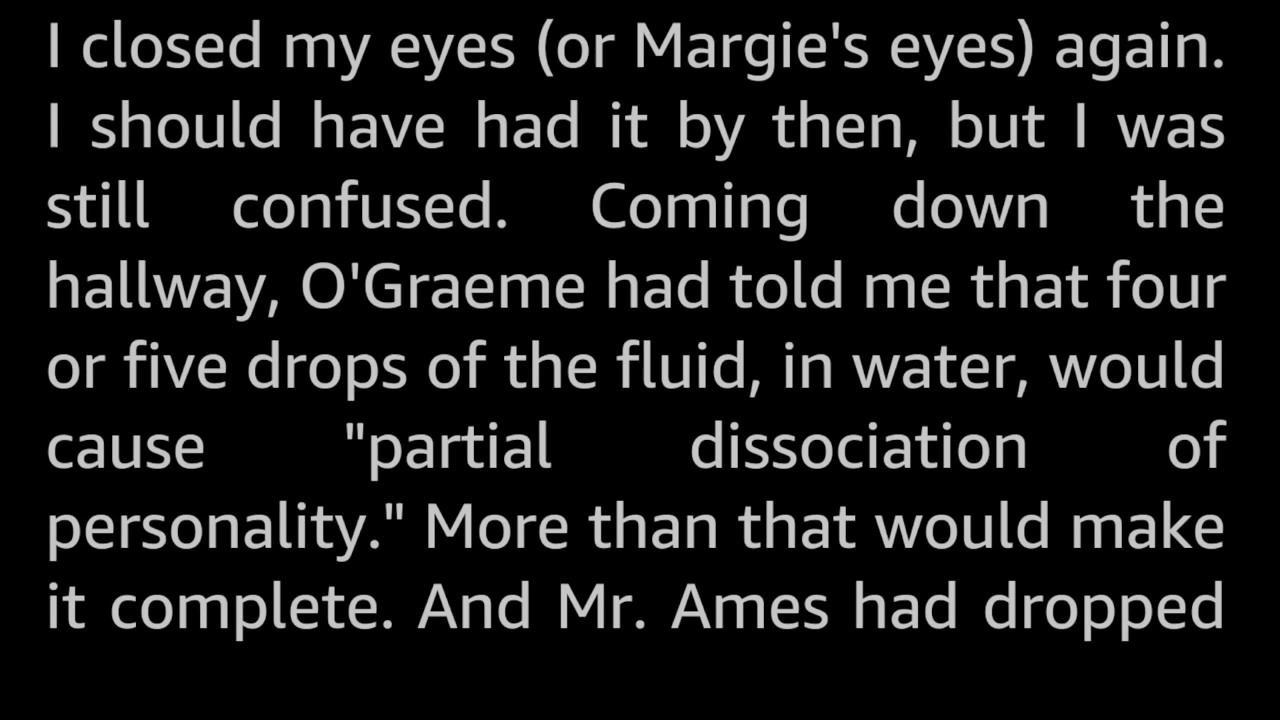 I closed my eyes (or Margie's eyes) again.
I should have had it by then, but I was
still confused. Coming down the
hallway, O'Graeme had told me that four
or five drops of the fluid, in water, would
cause "partial dissociation of
personality." More than that would make
it complete. And Mr. Ames had dropped